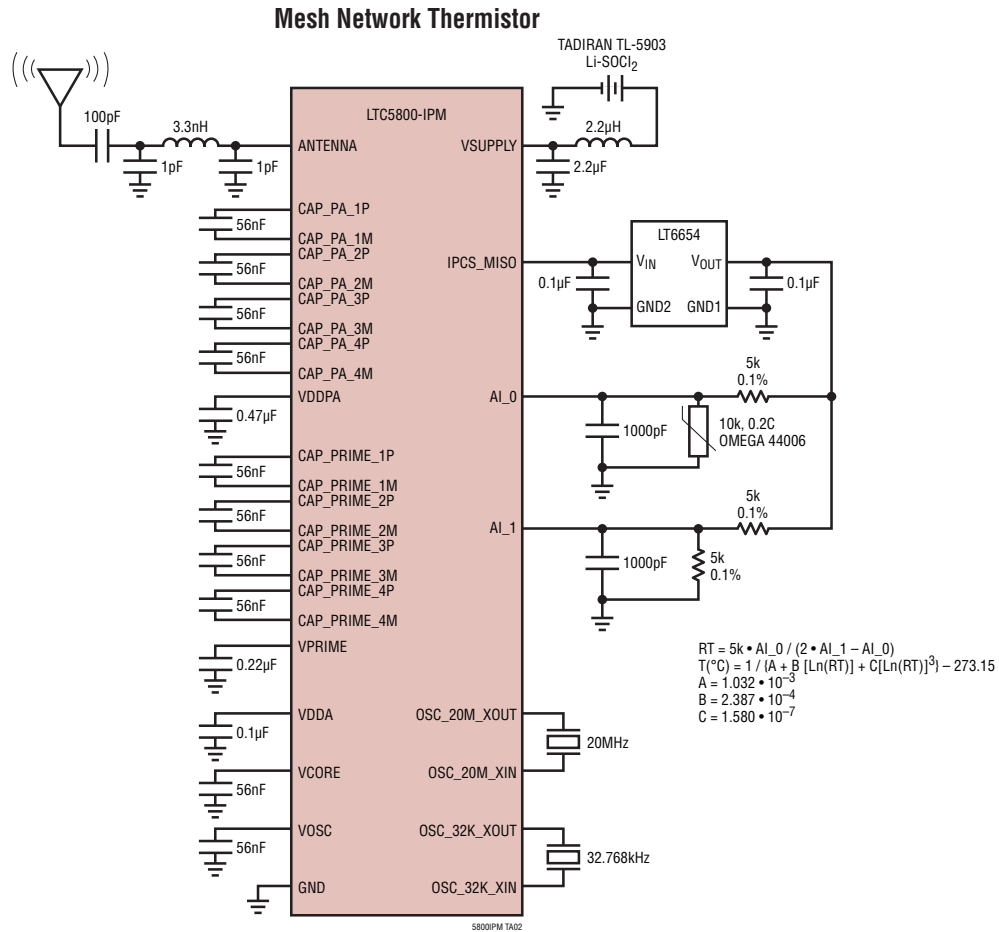 Mesh Network Thermistor
TADIRAN TL-5903
Li-SOCl2
100pF
3.3nH
1pF
1pF
LTC5800-IPM
ANTENNA
VSUPPLY
2.2µH
2.2µF
CAP_PA_1P
56nF
CAP_PA_1M
CAP_PA_2P
56nF
CAP_PA_2M
CAP_PA_3P
56nF
CAP_PA_3M
CAP_PA_4P
56nF
CAP_PA_4M
VDDPA
0.47µF
CAP_PRIME_1P
56nF
CAP_PRIME_1M
CAP_PRIME_2P
56nF
CAP_PRIME_2M
CAP_PRIME_3P
56nF
CAP_PRIME_3M
CAP_PRIME_4P
56nF
CAP_PRIME_4M
VPRIME
0.22µF
VDDA
0.1µF
VCORE
56nF
VOSC
56nF
GND
IPCS_MISO
0.1µF
LT6654
VIN VOUT
GND2 GND1
0.1µF
AI_0
1000pF
5k
0.1%
10k, 0.2C
OMEGA 44006
AI_1
1000pF
5k
0.1%
5k
0.1%
RT = 5k • AI_0 / (2 • AI_1 – AI_0)
T(°C) = 1 / {A + B [Ln(RT)] + C[Ln(RT)]3} – 273.15
A = 1.032 • 10–3
B = 2.387 • 10–4
C = 1.580 • 10–7
OSC_20M_XOUT
20MHz
OSC_20M_XIN
OSC_32K_XOUT
32.768kHz
OSC_32K_XIN
5800IPM TA02